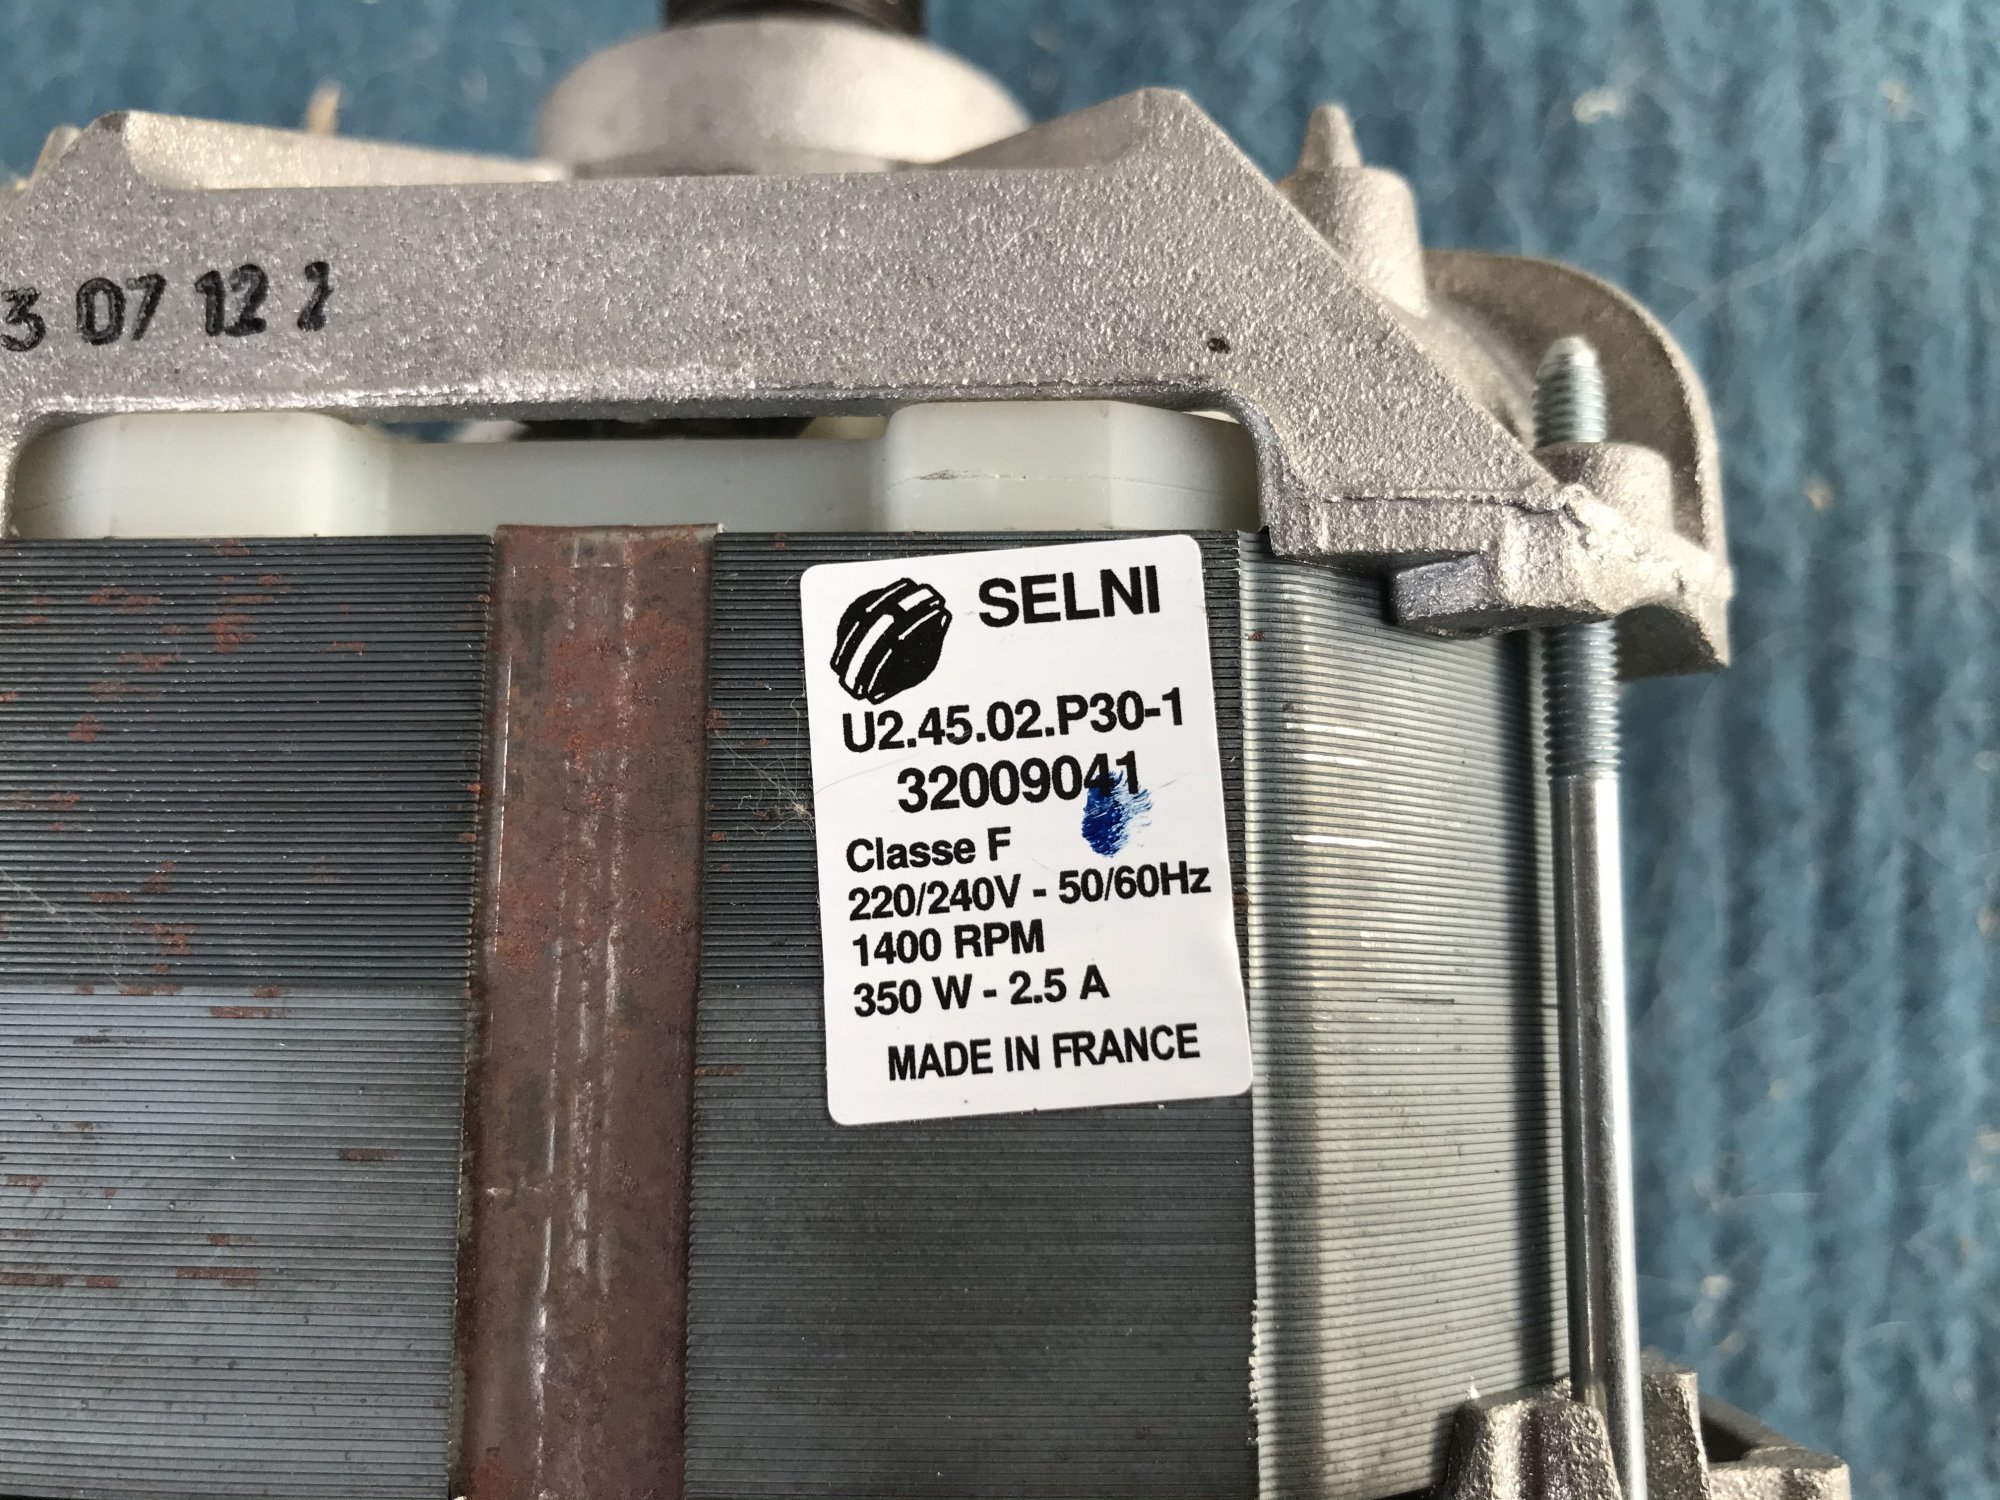 3 07 12 2
SELNI
U2.45.02.P30-1
32009041
Classe F
220/240V - 50/60Hz
1400 RPM
350 W - 2.5 A
MADE IN FRANCE